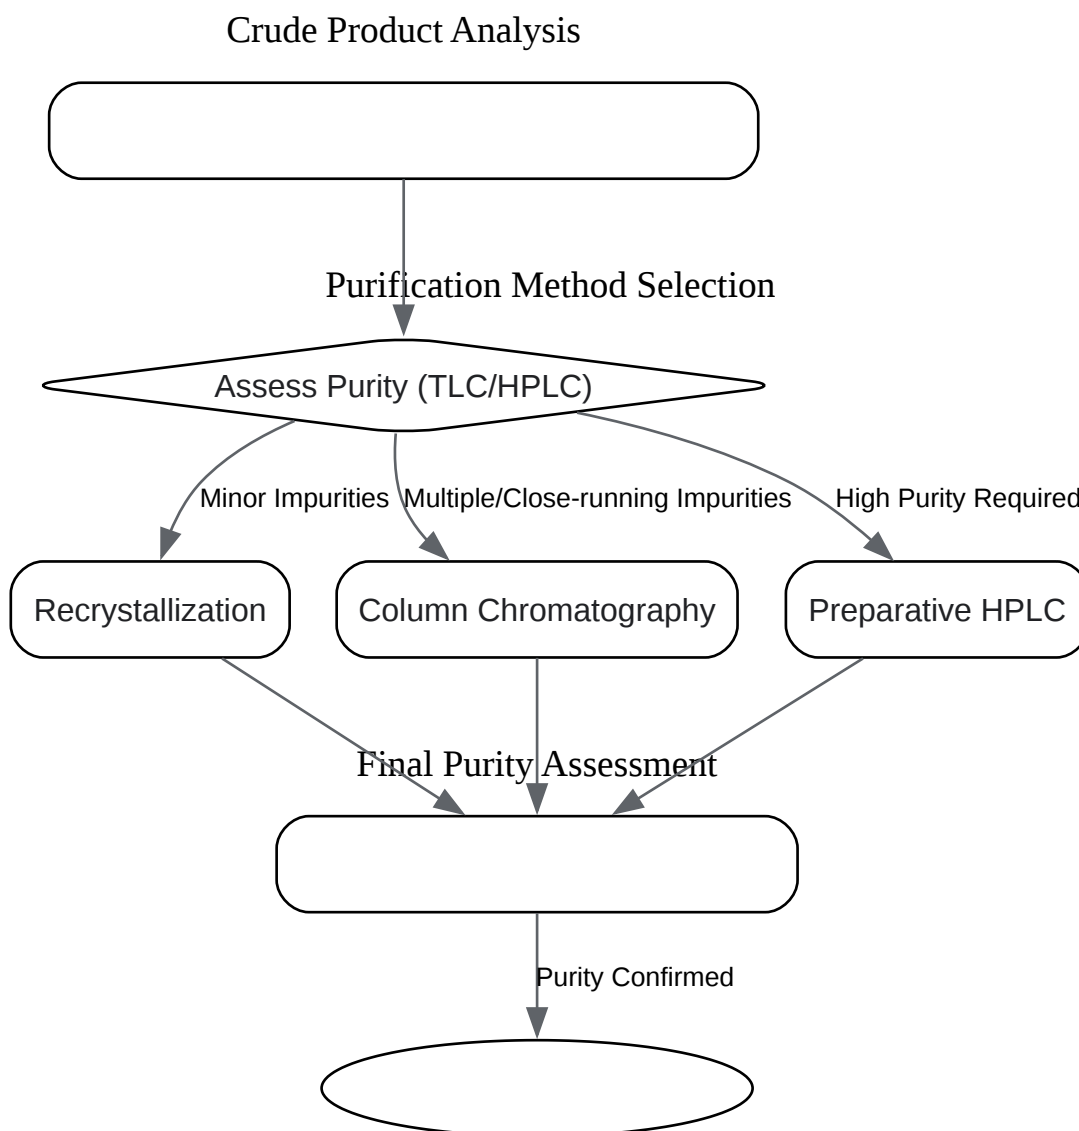 Crude Product Analysis
Purification Method Selection
Assess Purity (TLC/HPLC)
Minor Impurities
Multiple/Close-running Impurities
High Purity Required
Recrystallization
Column Chromatography
Preparative HPLC
Final Purity Assessment
Purity Confirmed